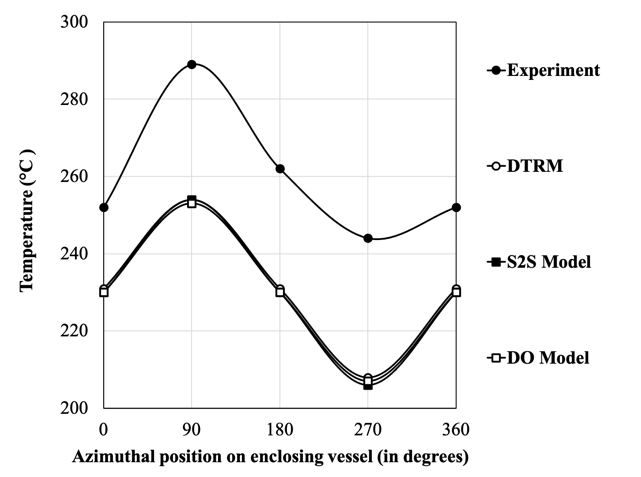 300
280
260
240
220
200
Temperature (°C )
0 90 180 270 360
Azimuthal position on enclosing vessel (in degrees)
Experiment
DTRM
S2S Model
DO Model